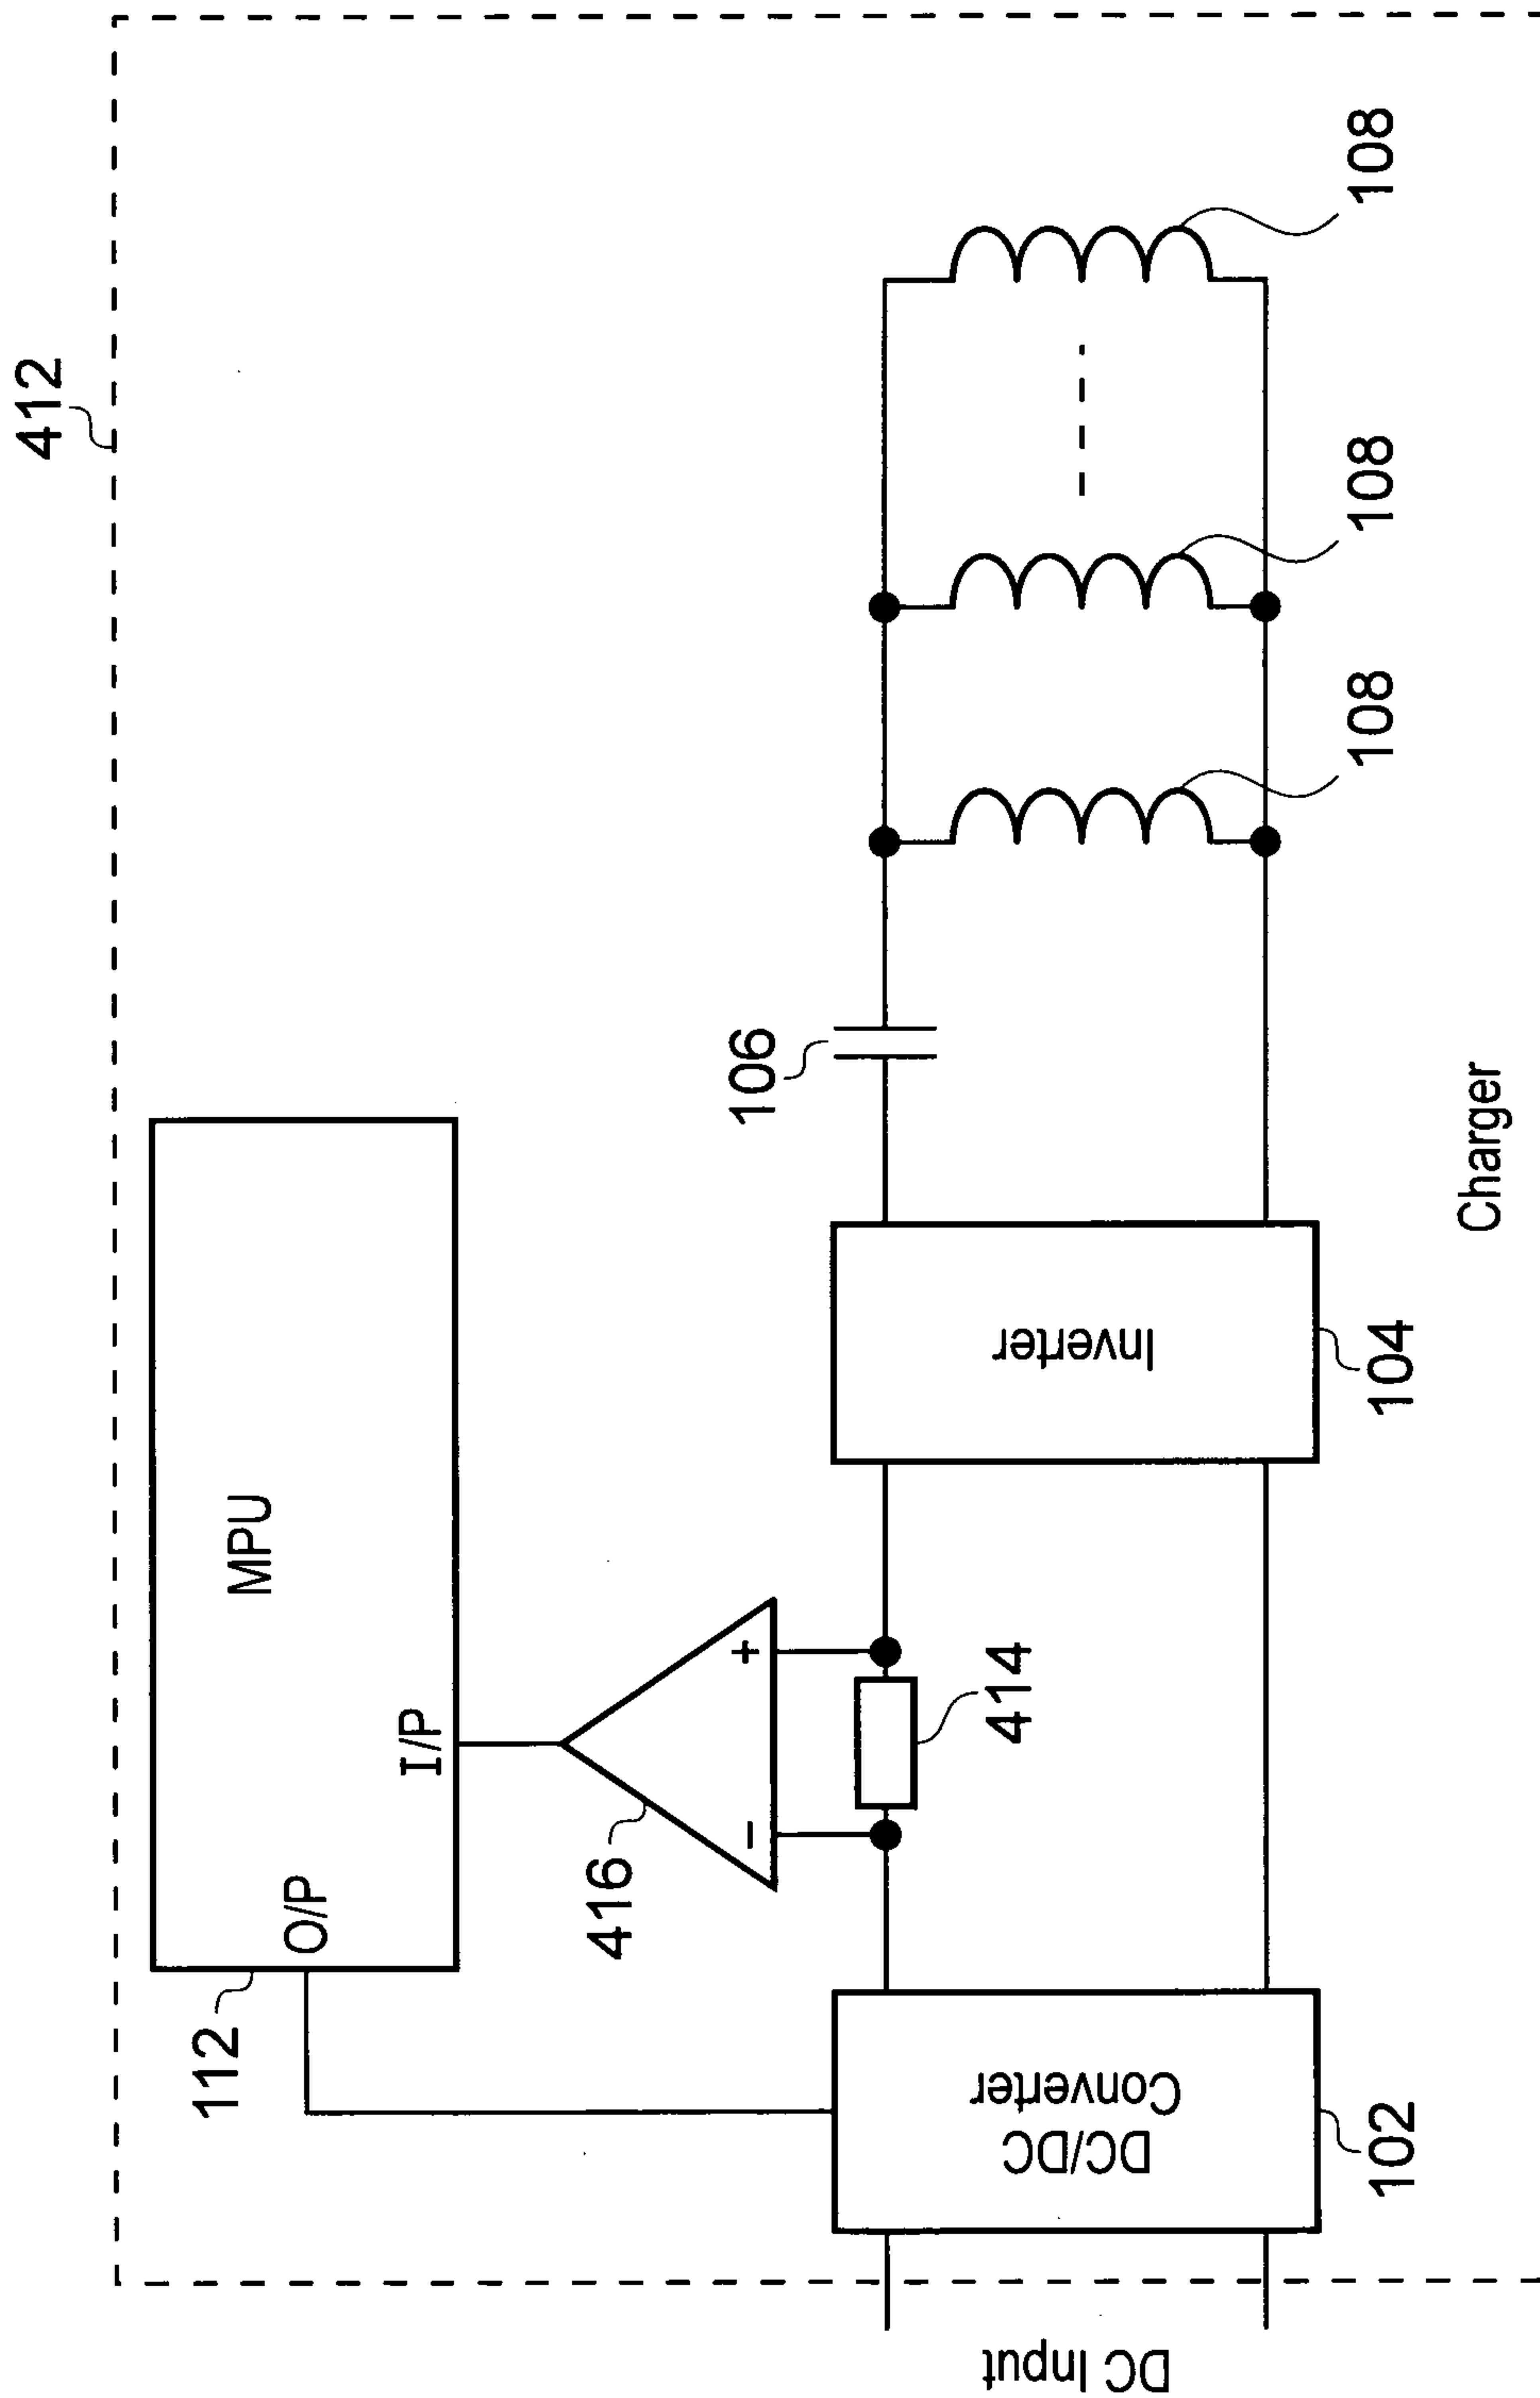 412
MPU
O/P
I/P
112
416
+
−
414
106
108
108
108
DC Input
DC/DC
Converter
102
Inverter
104
Charger